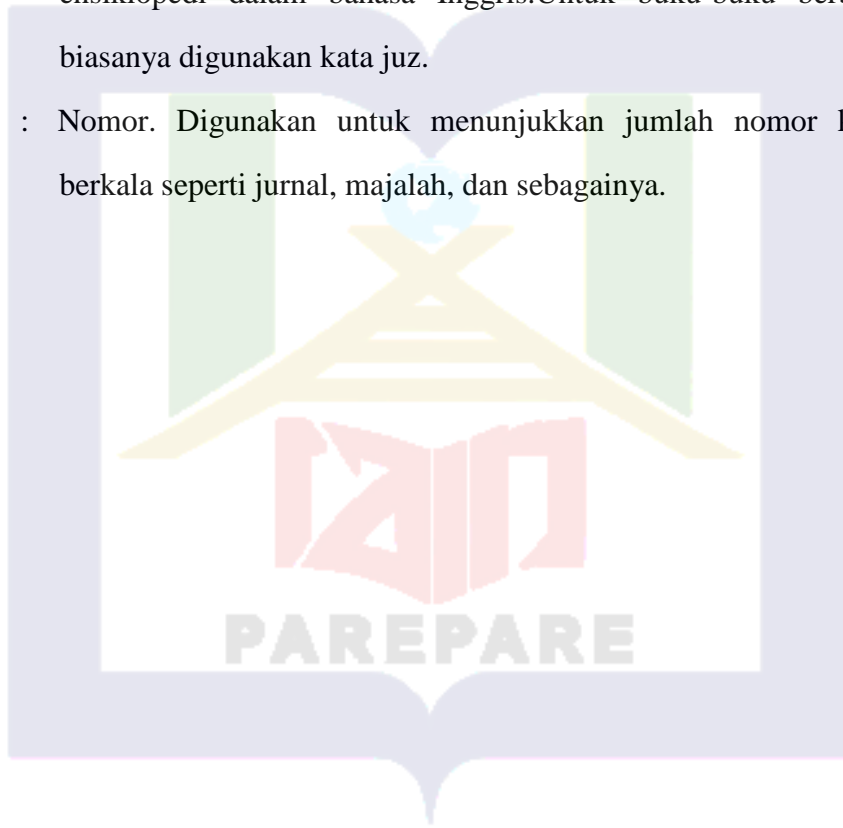 ensiklopedi dalam bahasa Inggris.Untuk buku-buku
biasanya digunakan kata juz.
: Nomor. Digunakan untuk menunjukkan jumlah nomor
berkala seperti jurnal, majalah, dan sebagainya.
iain
PAREPARE